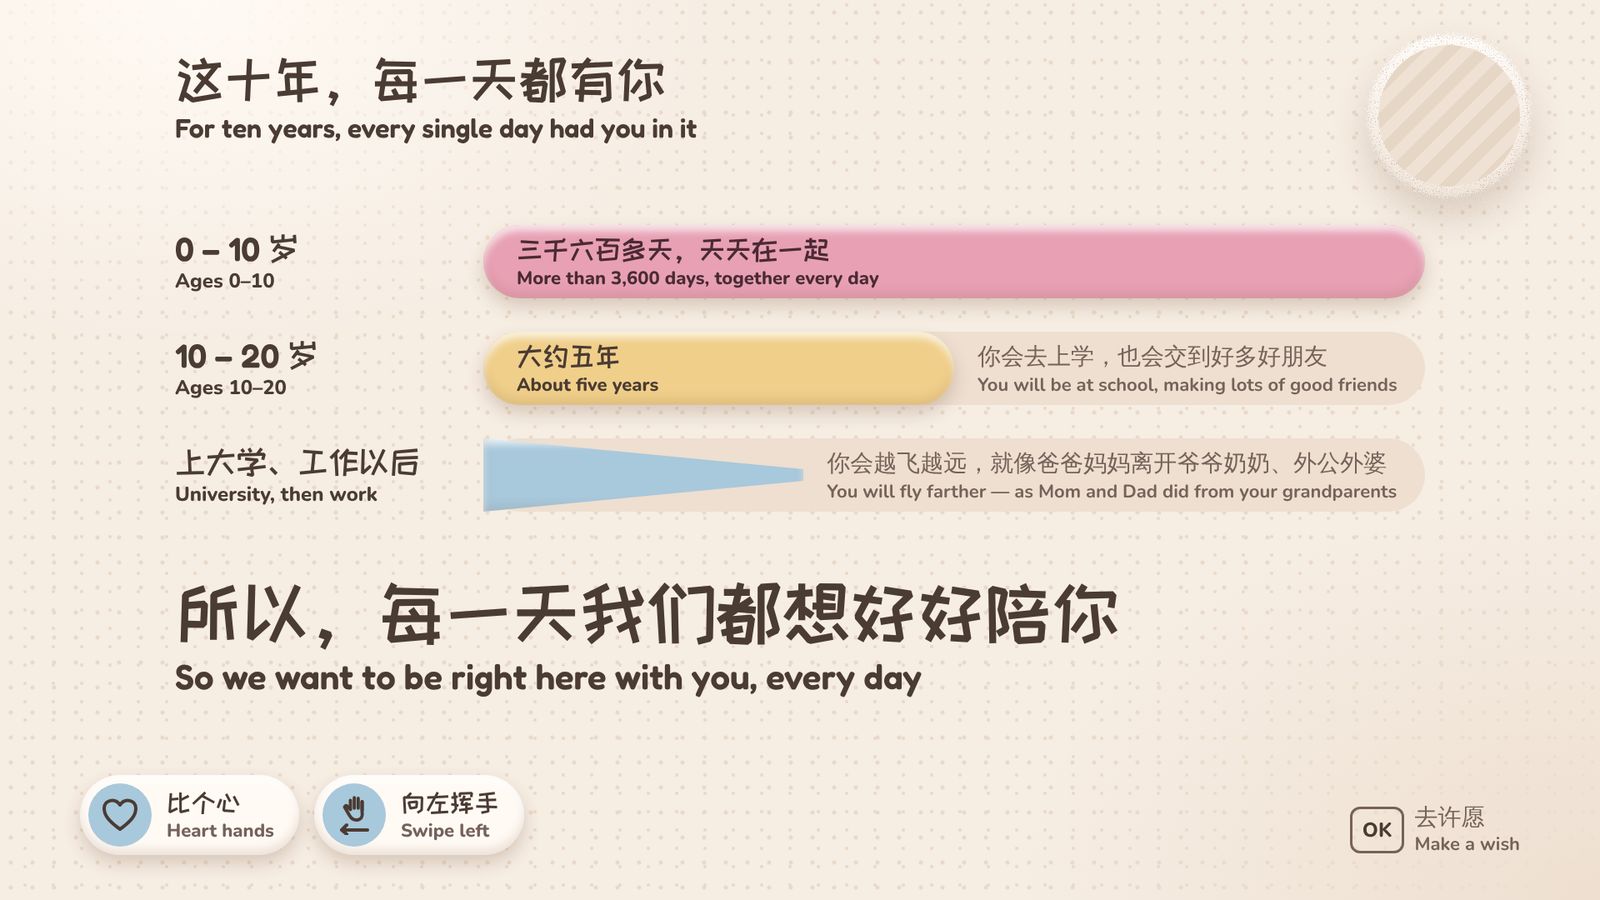 这十年，每一天都有你
For ten years, every single day had you in it
0 – 10 岁
Ages 0–10
三千六百多天，天天在一起
More than 3,600 days, together every day
10 – 20 岁
Ages 10–20
大约五年
About five years
你会去上学，也会交到好多好朋友
You will be at school, making lots of good friends
上大学、工作以后
University, then work
你会越飞越远，就像爸爸妈妈离开爷爷奶奶、外公外婆
You will fly farther — as Mom and Dad did from your grandparents
所以，每一天我们都想好好陪你
So we want to be right here with you, every day
比个心
Heart hands
向左挥手
Swipe left
OK
去许愿
Make a wish